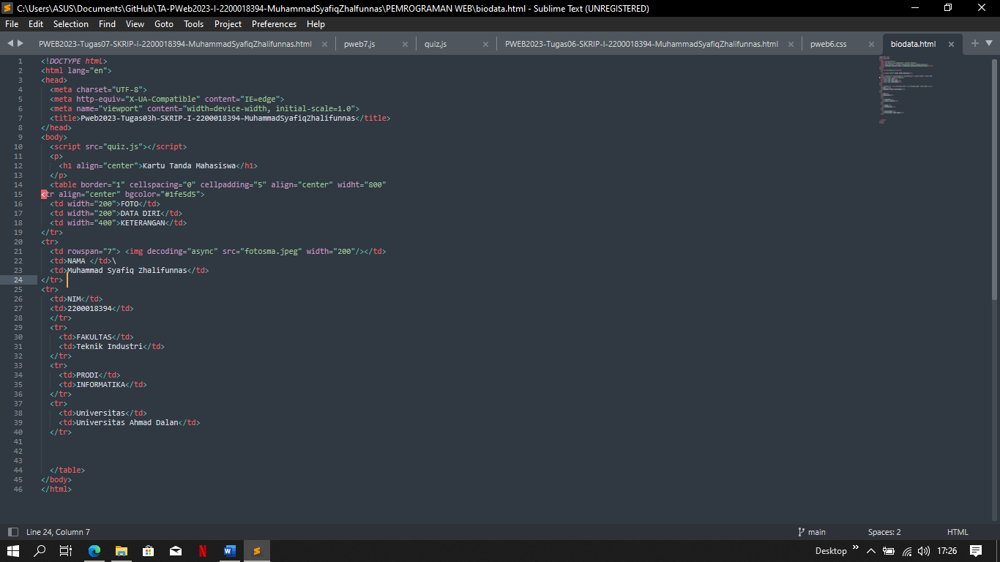 C:\Users\ASUS\Documents\GitHub\TA-PWeb2023-I-2200018394-MuhammadSyafiqZhalfunnas\PEMROGRAMAN WEB\biodata.html - Sublime Text (UNREGISTERED)
File Edit Selection Find View Goto Tools Project Preferences Help
PWEB2023-Tugas07-SKRIP-i-2200018394-MuhammadSyafiqZhalifunnas.html pweb7.js quiz.js PWEB2023-Tugas06-SKRIP-I-2200018394-MuhammadSyafiqZhalifunnas.html pweb6.css biodata.html
1 <!DOCTYPE html>
2 <html lang="en">
3 <head>
4 <meta charset="UTF-8">
5 <meta http-equiv="X-UA-Compatible" content="IE=edge">
6 <meta name="viewport" content="width=device-width, initial-scale=1.0">
7 <title>Pweb2023-Tugas03h-SKRIP-I-2200018394-MuhammadSyafiqZhalifunnas</title>
8 </head>
9 <body>
10 <script src="quiz.js"></script>
11 <p>
12 <h1 align="center">Kartu Tanda Mahasiswa</h1>
13 </p>
14 <table border="1" cellspacing="0" cellpadding="5" align="center" widht="800"
15 <tr align="center" bgcolor="#1fe5d5">
16 <td width="200">FOTO</td>
17 <td width="200">DATA DIRI</td>
18 <td width="400">KETERANGAN</td>
19 </tr>
20 <tr>
21 <td rowspan="7"> <img decoding="async" src="fotosma.jpeg" width="200"/></td>
22 <td>NAMA </td>\
23 <td>Muhammad Syafiq Zhalifunnas</td>
24 </tr>
25 <tr>
26 <td>NIM</td>
27 <td>2200018394</td>
28 </tr>
29 <tr>
30 <td>FAKULTAS</td>
31 <td>Teknik Industri</td>
32 </tr>
33 <tr>
34 <td>PRODI</td>
35 <td>INFORMATIKA</td>
36 </tr>
37 <tr>
38 <td>Universitas</td>
39 <td>Universitas Ahmad Dalan</td>
40 </tr>
41
42
43
44 </table>
45 </body>
46 </html>
Line 24, Column 7 main Spaces: 2 HTML
Desktop 17:26